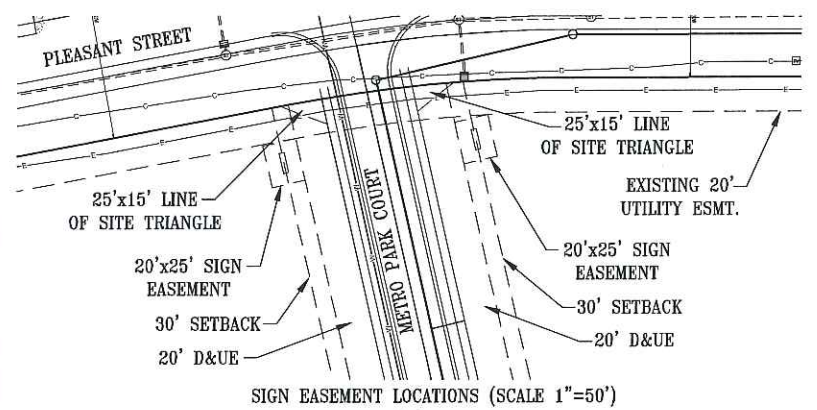 PLEASANT STREET
25'x15' LINE
OF SITE TRIANGLE
25'x15' LINE
OF SITE TRIANGLE
EXISTING 20'
UTILITY ESMT.
METRO PARK COURT
20'x25' SIGN
EASEMENT
20'x25' SIGN
EASEMENT
30' SETBACK
30' SETBACK
20' D&UE
20' D&UE
G G G G G G G
E E E E E E E E E E
SIGN EASEMENT LOCATIONS (SCALE 1"=50')